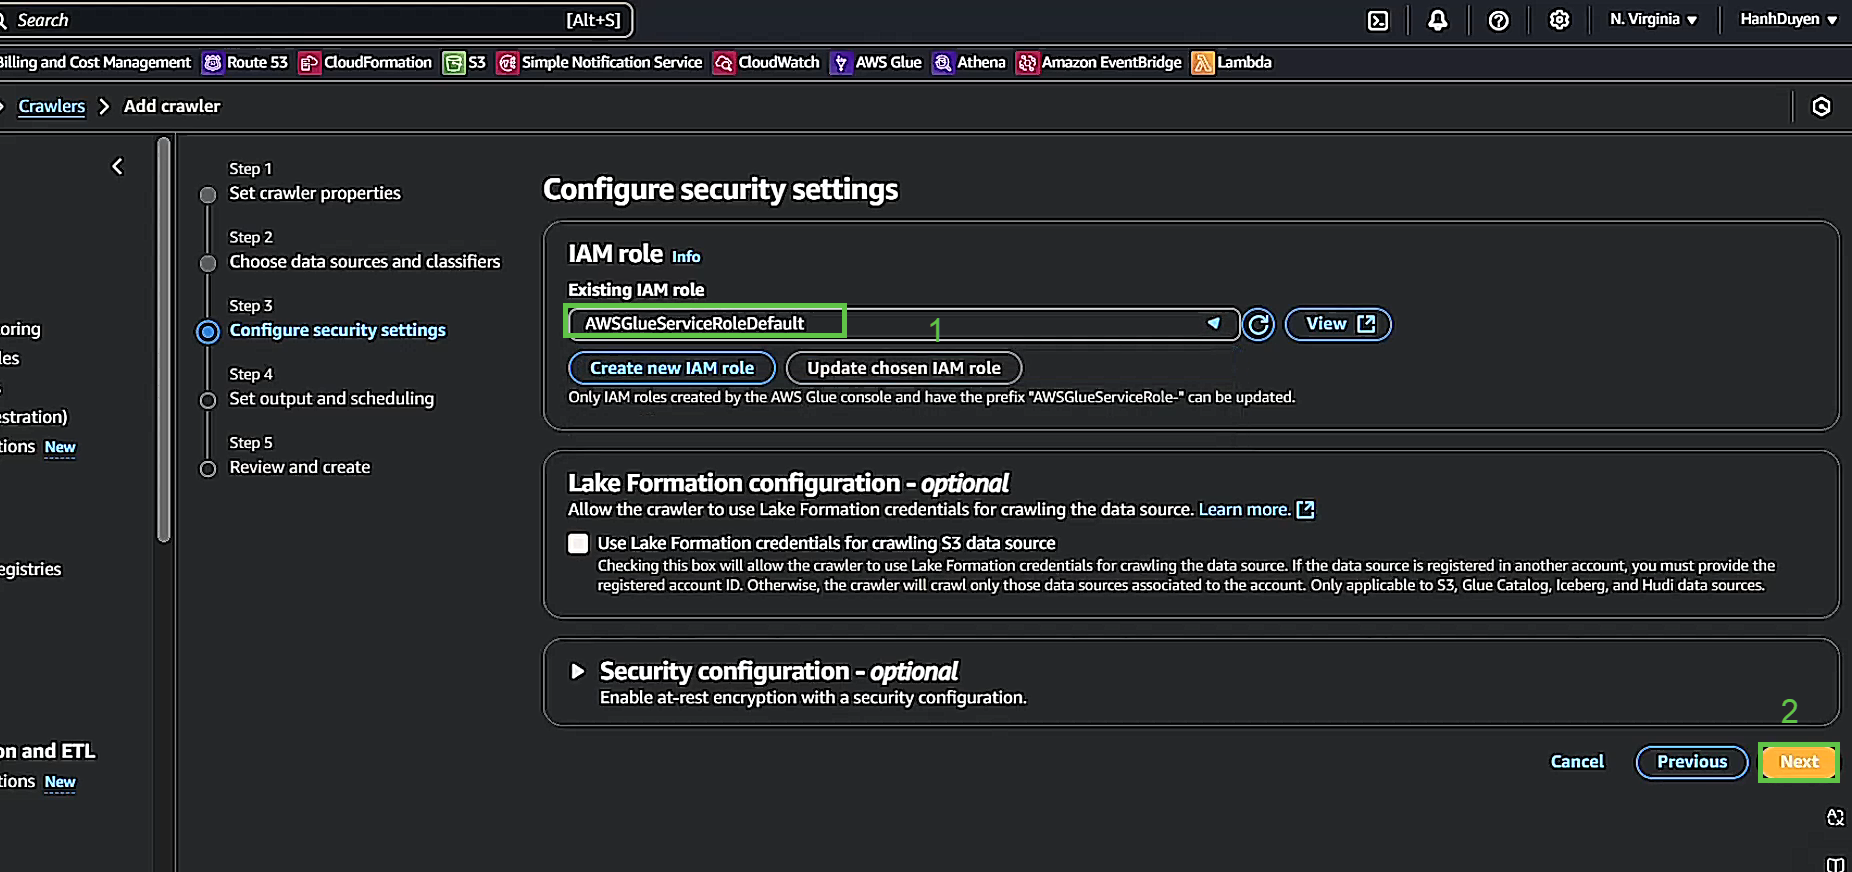 Search [Alt+S] N. Virginia HanhDuyen
Billing and Cost Management Route 53 CloudFormation S3 Simple Notification Service CloudWatch AWS Glue Athena Amazon EventBridge Lambda
Crawlers > Add crawler
oring
les
estration)
tions New
egistries
on and ETL
tions New
Step 1
Set crawler properties
Step 2
Choose data sources and classifiers
Step 3
Configure security settings
Step 4
Set output and scheduling
Step 5
Review and create
Configure security settings
IAM role Info
Existing IAM role
AWSGlueServiceRoleDefault 1 View
Create new IAM role Update chosen IAM role
Only IAM roles created by the AWS Glue console and have the prefix "AWSGlueServiceRole-" can be updated.
Lake Formation configuration - optional
Allow the crawler to use Lake Formation credentials for crawling the data source. Learn more.
Use Lake Formation credentials for crawling S3 data source
Checking this box will allow the crawler to use Lake Formation credentials for crawling the data source. If the data source is registered in another account, you must provide the
registered account ID. Otherwise, the crawler will crawl only those data sources associated to the account. Only applicable to S3, Glue Catalog, Iceberg, and Hudi data sources.
Security configuration - optional
Enable at-rest encryption with a security configuration.
2
Cancel Previous Next